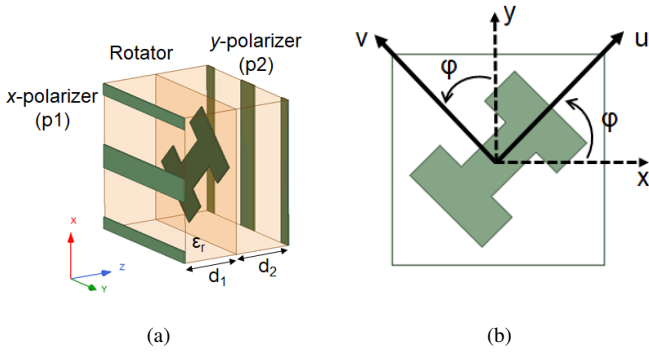 Rotator
y-polarizer
(p2)
x-polarizer
(p1)
εr
d1
d2
X
Z
Y
(a)
y
v
u
φ
φ
x
(b)